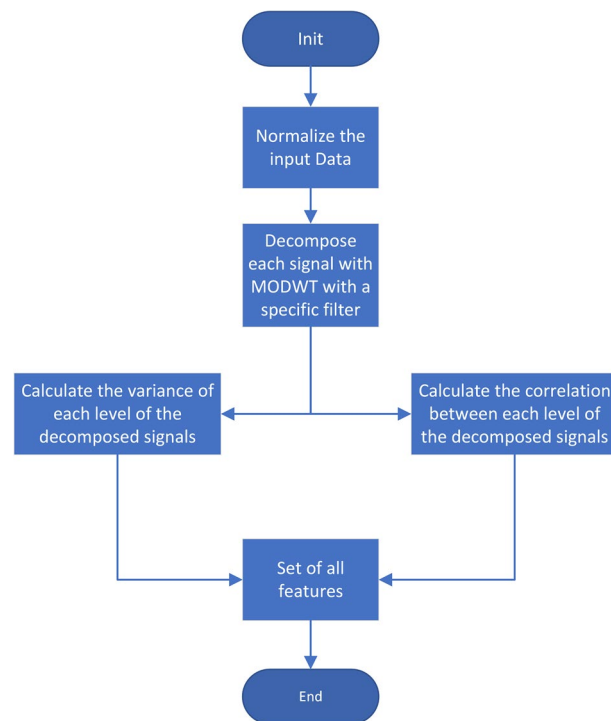 Init
Normalize the
input Data
Decompose
each signal with
MODWT with a
specific filter
Calculate the variance of
each level of the
decomposed signals
Calculate the correlation
between each level of
the decomposed signals
Set of all
features
End